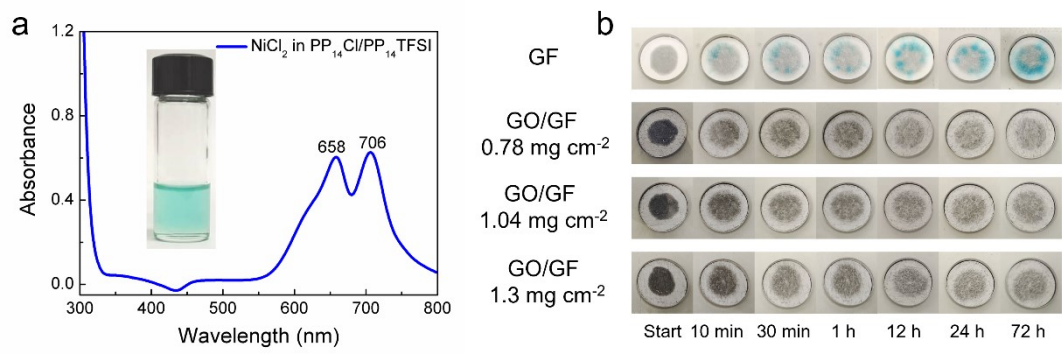 a
NiCl₂ in PP₁₄Cl/PP₁₄TFSI
1.2
0.8
0.4
0.0
Absorbance
658
706
300
400
500
600
700
800
Wavelength (nm)
b
GF
GO/GF
0.78 mg cm⁻²
GO/GF
1.04 mg cm⁻²
GO/GF
1.3 mg cm⁻²
Start 10 min 30 min 1 h 12 h 24 h 72 h